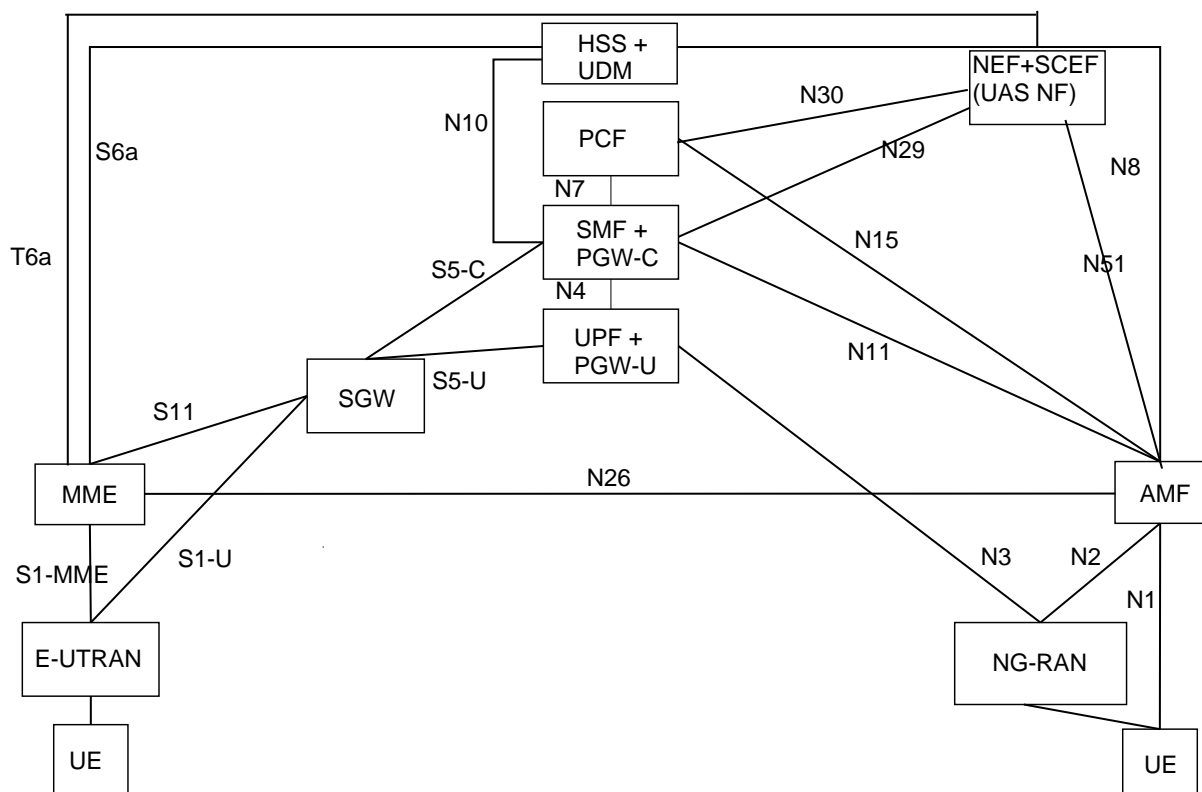 HSS +
UDM
NEF+SCEF
(UAS NF)
N30
N10
PCF
S6a
N29
N8
N7
SMF +
PGW-C
N15
T6a
S5-C
N51
N4
UPF +
PGW-U
N11
S5-U
SGW
S11
MME
N26
AMF
S1-U
N3
N2
S1-MME
N1
E-UTRAN
NG-RAN
UE
UE